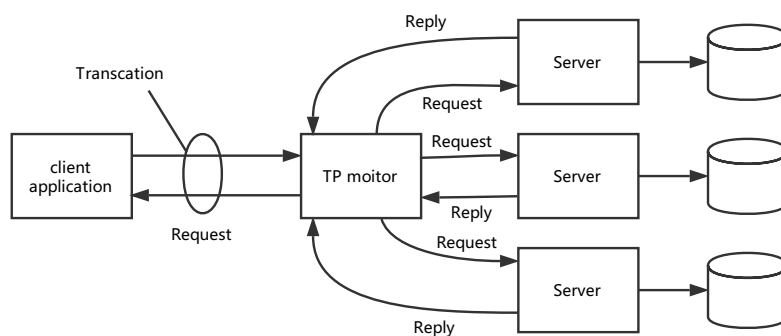 Reply
Transcation
Server
Request
client
application
TP moitor
Request
Server
Request
Reply
Request
Server
Reply